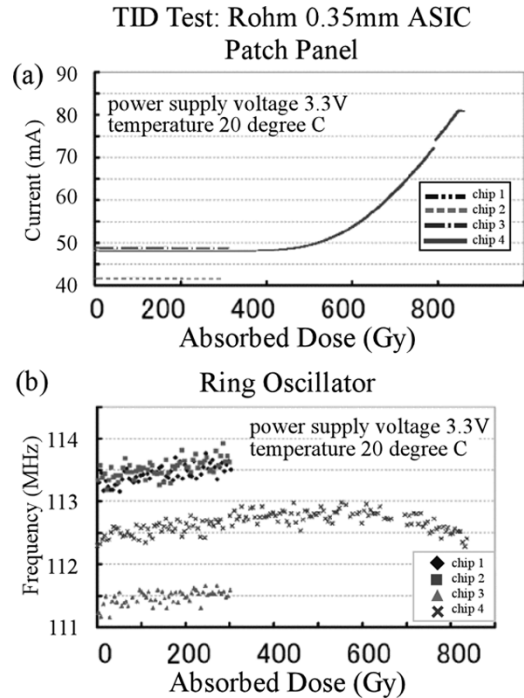 TID Test: Rohm 0.35mm ASIC
Patch Panel
(a)
90
80
70
60
50
40
Current (mA)
power supply voltage 3.3V
temperature 20 degree C
chip 1
chip 2
chip 3
chip 4
0 200 400 600 800
Absorbed Dose (Gy)
(b) Ring Oscillator
114
113
112
111
Frequency (MHz)
power supply voltage 3.3V
temperature 20 degree C
chip 1
chip 2
chip 3
chip 4
0 200 400 600 800
Absorbed Dose (Gy)